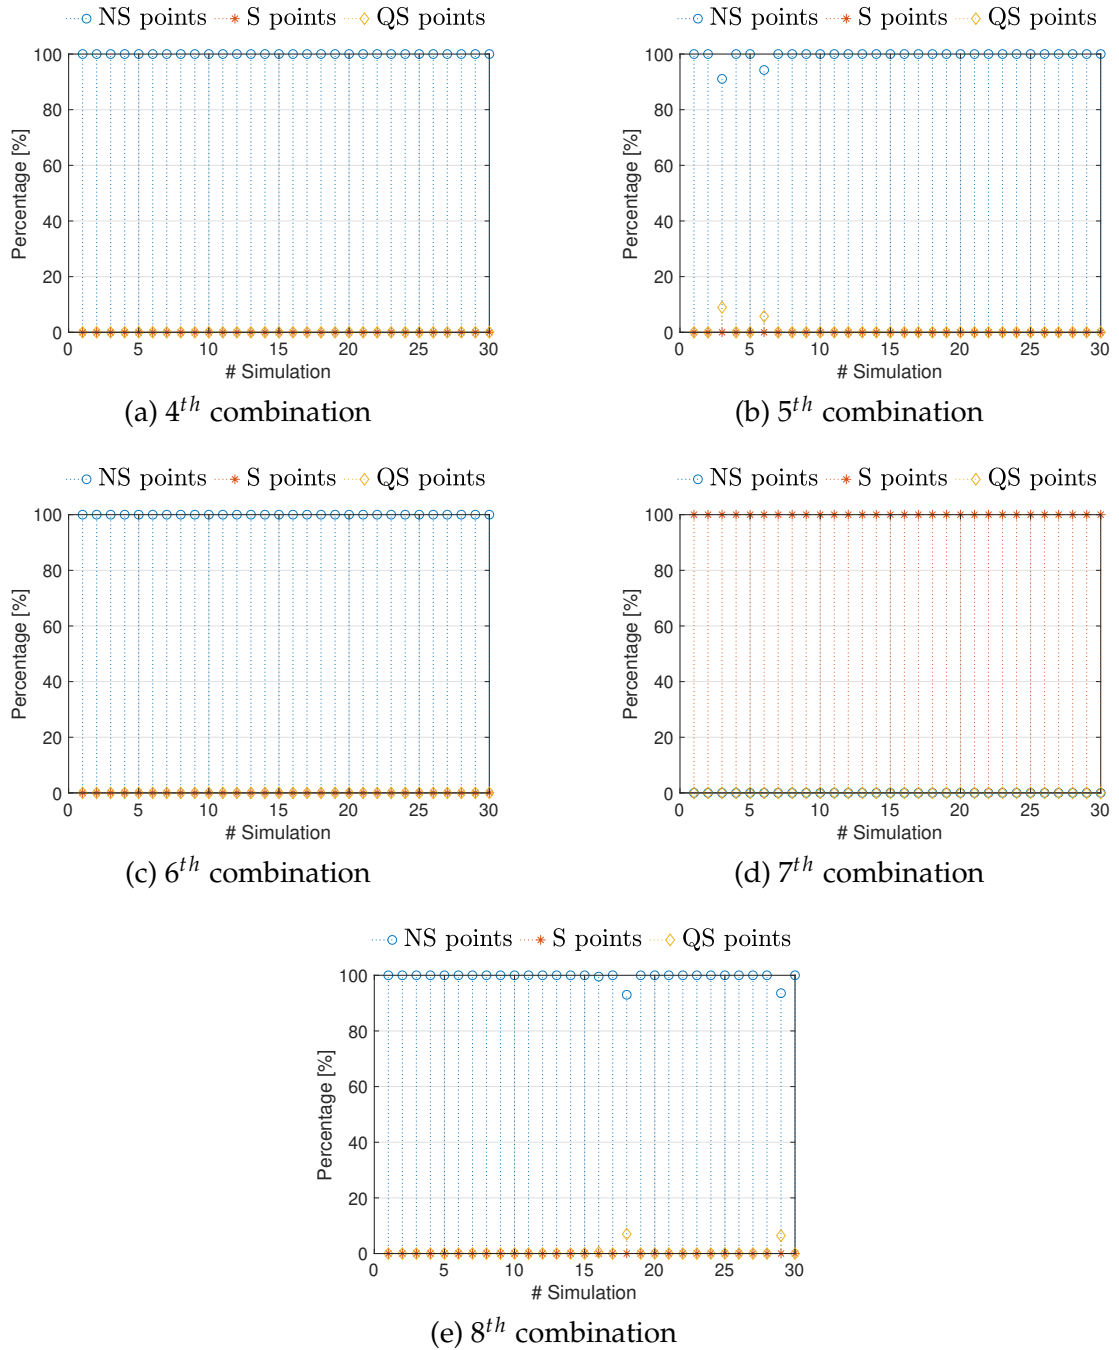 NS points S points QS points
NS points S points QS points
100
80
60
40
20
0
Percentage [%]
0 5 10 15 20 25 30
# Simulation
100
80
60
40
20
0
Percentage [%]
0 5 10 15 20 25 30
# Simulation
(a) 4th combination
(b) 5th combination
NS points S points QS points
NS points S points QS points
100
80
60
40
20
0
Percentage [%]
0 5 10 15 20 25 30
# Simulation
100
80
60
40
20
0
Percentage [%]
0 5 10 15 20 25 30
# Simulation
(c) 6th combination
(d) 7th combination
NS points S points QS points
100
80
60
40
20
0
Percentage [%]
0 5 10 15 20 25 30
# Simulation
(e) 8th combination